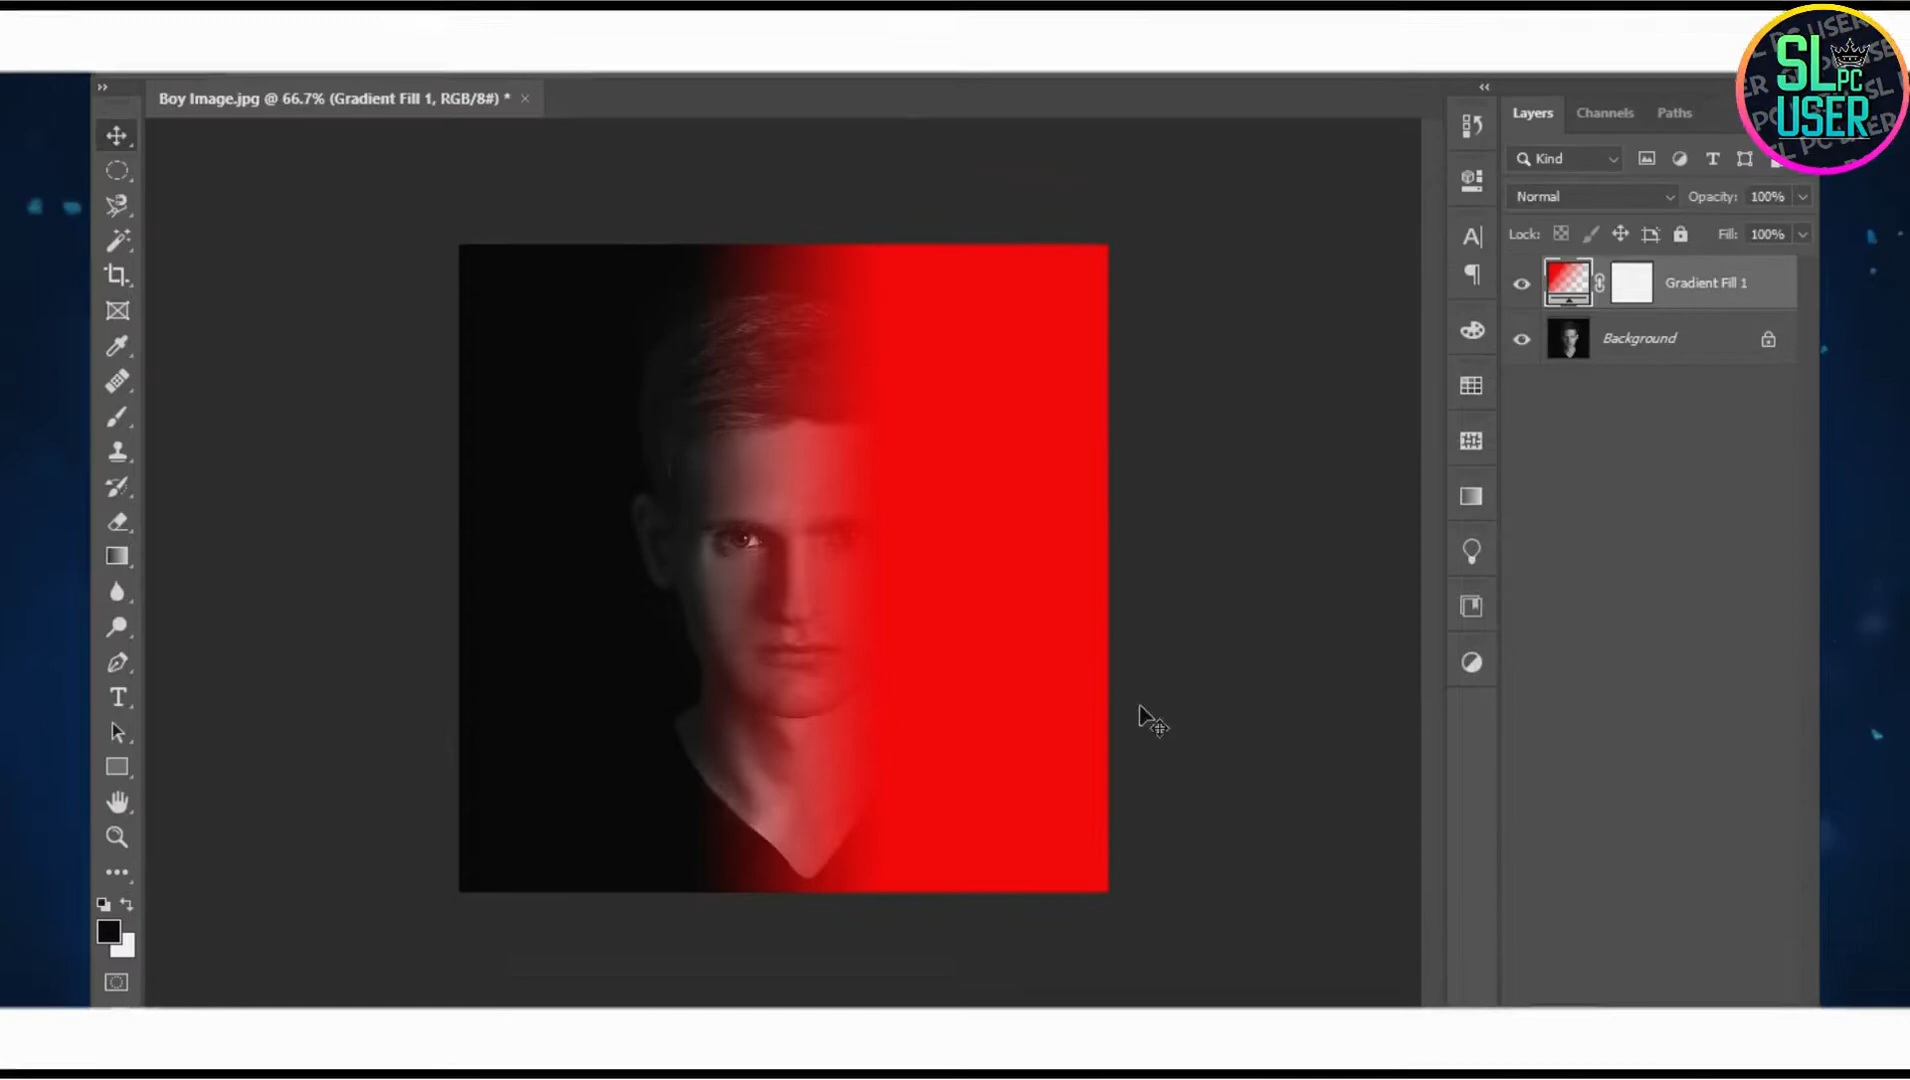 Boy Image.jpg @ 66.7% (Gradient Fill 1, RGB/8#) *
Layers Channels Paths
SL
PC
USER
Kind
Normal Opacity: 100%
Lock: Fill: 100%
Gradient Fill 1
Background